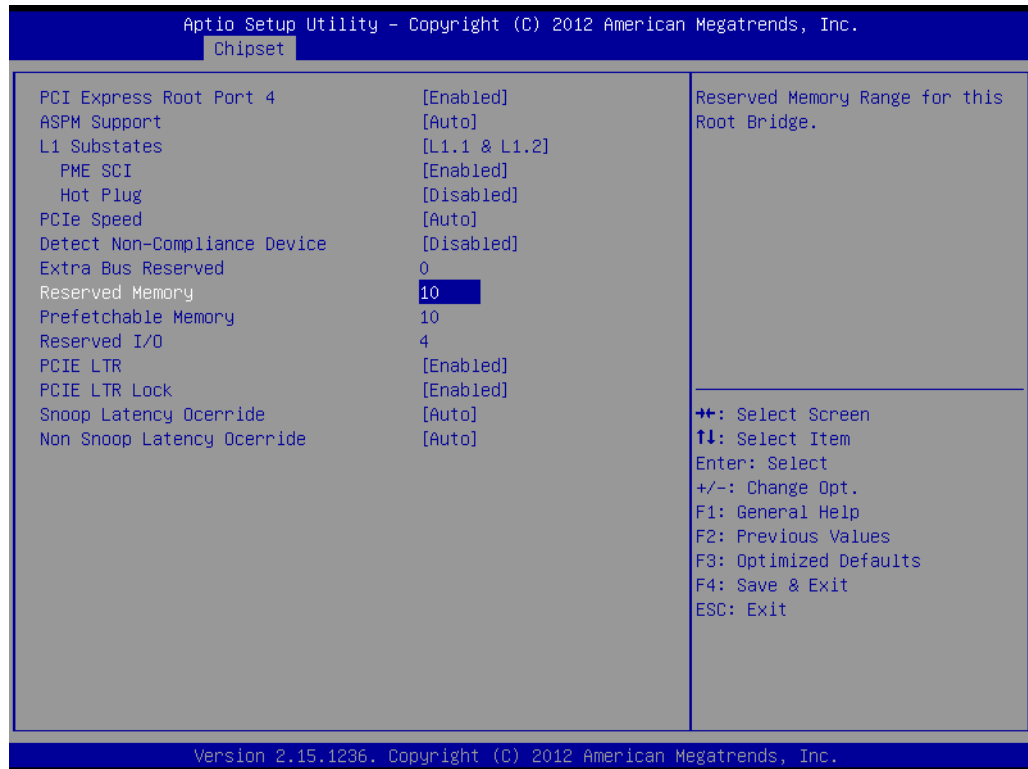 Aptio Setup Utility – Copyright (C) 2012 American Megatrends, Inc.
Chipset
PCI Express Root Port 4 [Enabled]
ASPM Support [Auto]
L1 Substates [L1.1 & L1.2]
PME SCI [Enabled]
Hot Plug [Disabled]
PCIe Speed [Auto]
Detect Non-Compliance Device [Disabled]
Extra Bus Reserved 0
Reserved Memory 10
Prefetchable Memory 10
Reserved I/O 4
PCIE LTR [Enabled]
PCIE LTR Lock [Enabled]
Snoop Latency Ocerride [Auto]
Non Snoop Latency Ocerride [Auto]
Reserved Memory Range for this
Root Bridge.
→←: Select Screen
↑↓: Select Item
Enter: Select
+/-: Change Opt.
F1: General Help
F2: Previous Values
F3: Optimized Defaults
F4: Save & Exit
ESC: Exit
Version 2.15.1236. Copyright (C) 2012 American Megatrends, Inc.